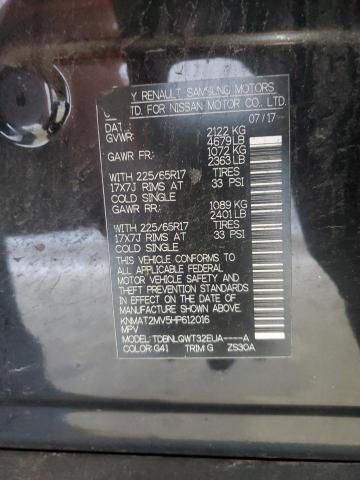 Y RENAULT SAMSUNG MOTORS
TD. FOR NISSAN MOTOR CO., LTD.
DATE: 07/17
GVWR: 2122 KG
4679 LB
GAWR FR: 1072 KG
2363 LB
WITH 225/65R17 TIRES
17X7J RIMS AT 33 PSI
COLD SINGLE
GAWR RR: 1089 KG
2401 LB
WITH 225/65R17 TIRES
17X7J RIMS AT 33 PSI
COLD SINGLE
THIS VEHICLE CONFORMS TO ALL
APPLICABLE FEDERAL
MOTOR VEHICLE SAFETY AND
THEFT PREVENTION
STANDARDS IN EFFECT ON THE
DATE OF MANUFACTURE
SHOWN ABOVE.
KNMAT2MV5HP612016
MPV
MODEL: TDBNLQWT32EUA----A
COLOR: G41 TRIM G ZS30A